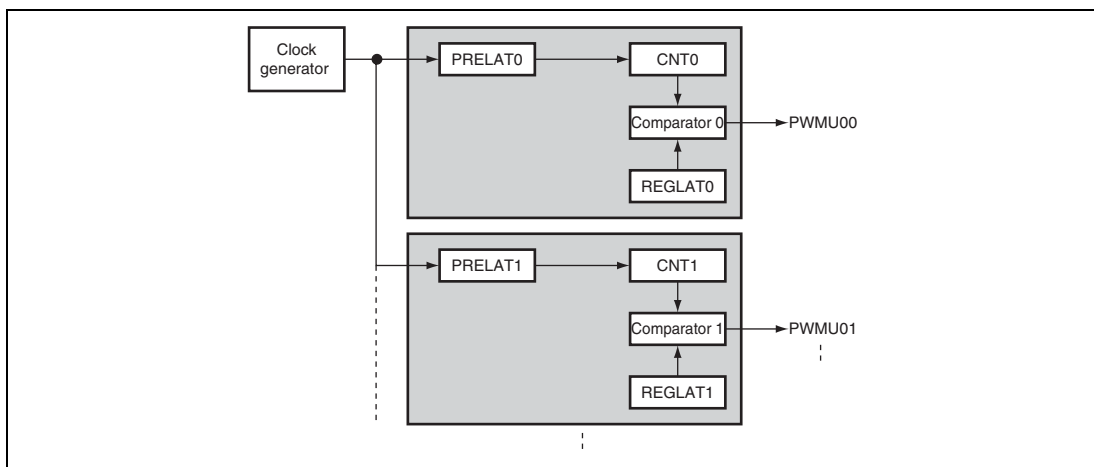 Clock
generator
PRELAT0
CNT0
Comparator 0
PWMU00
REGLAT0
PRELAT1
CNT1
Comparator 1
PWMU01
REGLAT1